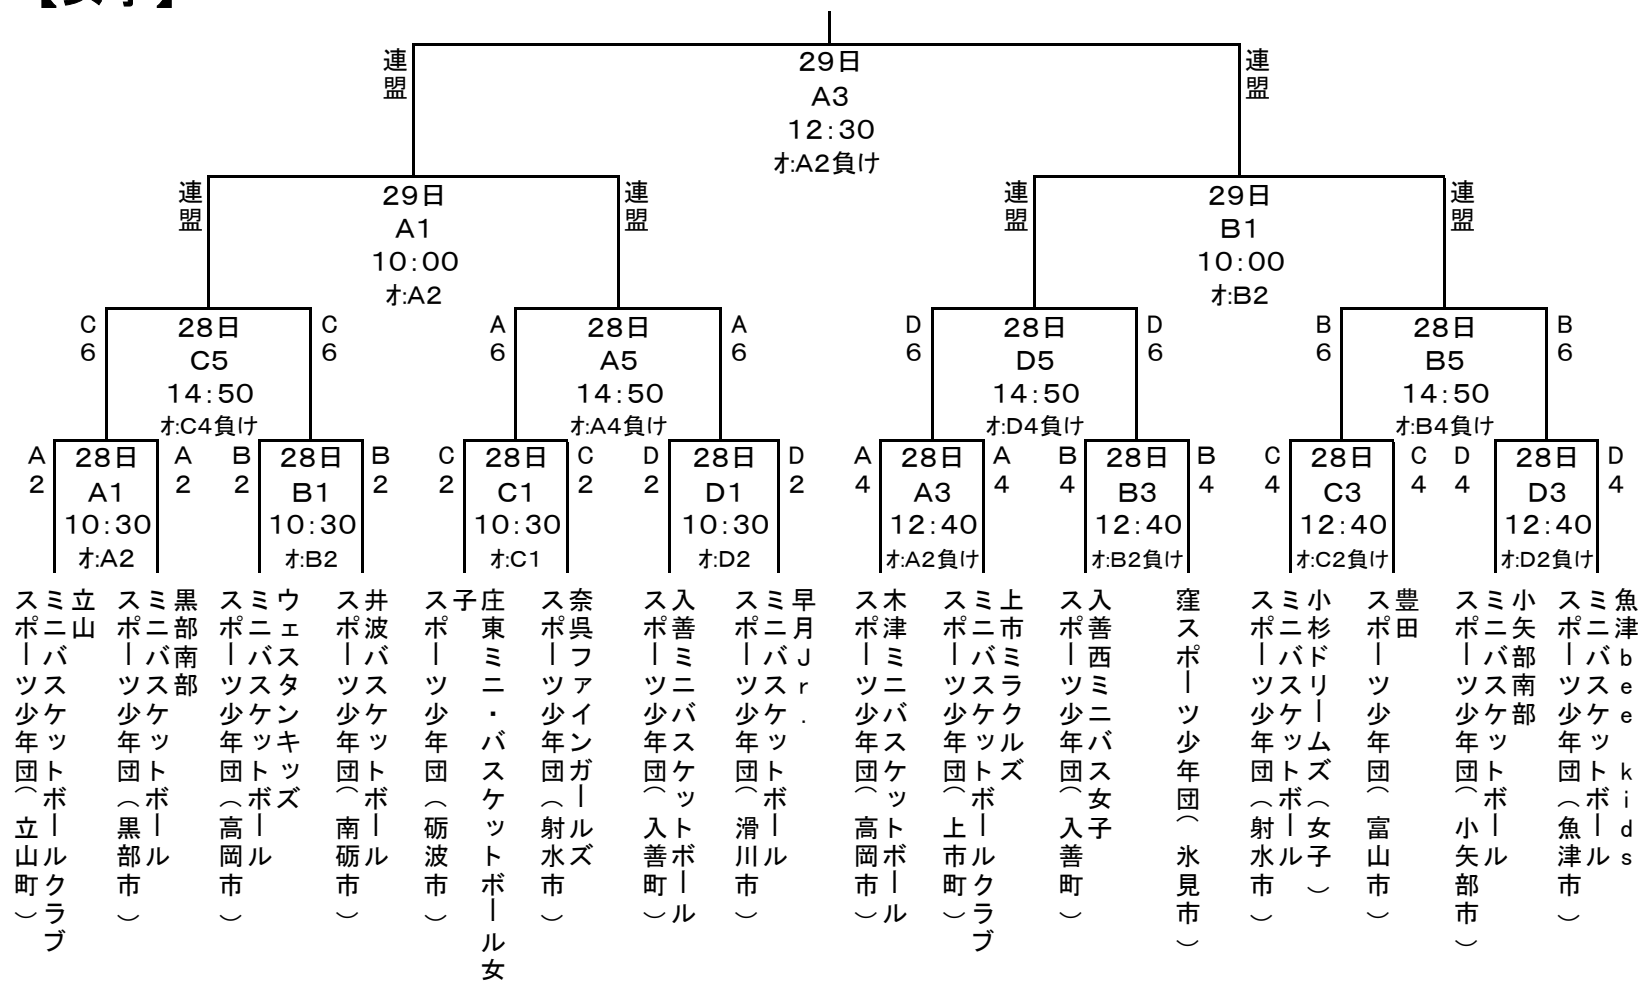 29日
A3
12:30
ｵ:A2負け
連盟
連盟
29日
A1
10:00
ｵ:A2
連盟
連盟
29日
B1
10:00
ｵ:B2
連盟
連盟
C6
28日
C5
14:50
ｵ:C4負け
C6
A6
28日
A5
14:50
ｵ:A4負け
A6
D6
28日
D5
14:50
ｵ:D4負け
D6
B6
28日
B5
14:50
ｵ:B4負け
B6
A2
28日
A1
10:30
ｵ:A2
A2
B2
28日
B1
10:30
ｵ:B2
B2
C2
28日
C1
10:30
ｵ:C1
C2
D2
28日
D1
10:30
ｵ:D2
D2
A4
28日
A3
12:40
ｵ:A2負け
A4
B4
28日
B3
12:40
ｵ:B2負け
B4
C4
28日
C3
12:40
ｵ:C2負け
C4
D4
28日
D3
12:40
ｵ:D2負け
D4
立山
ミニバスケットボールクラブ
スポーツ少年団（立山町）
黒部南部
ミニバスケットボール
スポーツ少年団（黒部市）
ウェスタンキッズ
ミニバスケットボール
スポーツ少年団（高岡市）
井波バスケットボール
スポーツ少年団（南砺市）
庄東ミニ・バスケットボール女
子
スポーツ少年団（砺波市）
奈呉ファインガールズ
スポーツ少年団（射水市）
入善ミニバスケットボール
スポーツ少年団（入善町）
早月Jr.
ミニバスケットボール
スポーツ少年団（滑川市）
木津ミニバスケットボール
スポーツ少年団（高岡市）
上市ミラクルズ
ミニバスケットボールクラブ
スポーツ少年団（上市町）
入善西ミニバス女子
スポーツ少年団（入善町）
窪スポーツ少年団（氷見市）
小杉ドリームズ（女子）
ミニバスケットボール
スポーツ少年団（射水市）
豊田
スポーツ少年団（富山市）
小矢部南部
ミニバスケットボール
スポーツ少年団（小矢部市）
魚津bee kids
ミニバスケットボール
スポーツ少年団（魚津市）